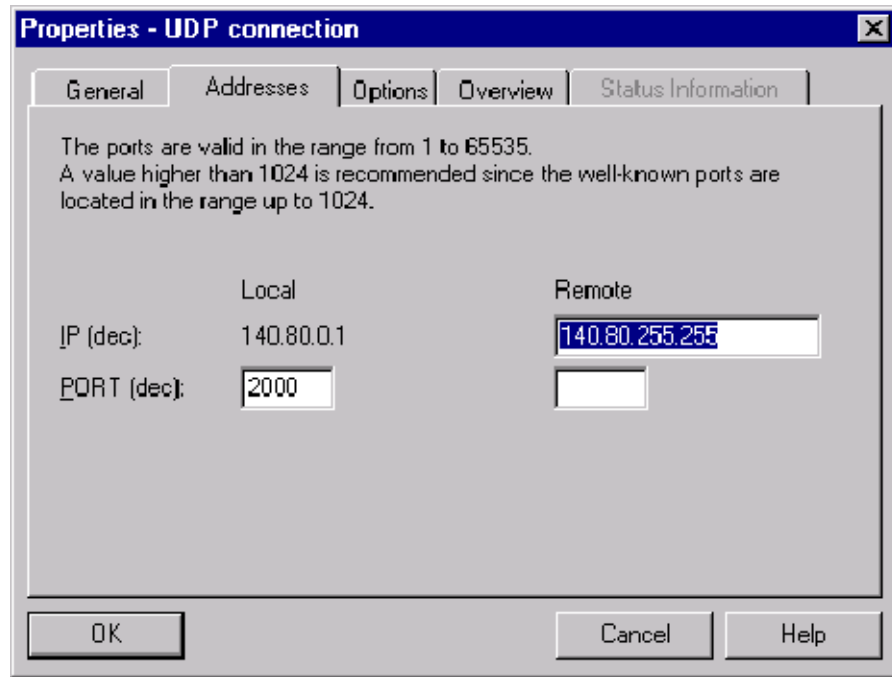 Properties - UDP connection
General Addresses Options Overview Status Information
The ports are valid in the range from 1 to 65535.
A value higher than 1024 is recommended since the well-known ports are
located in the range up to 1024.
Local Remote
IP (dec): 140.80.0.1 140.80.255.255
PORT (dec): 2000
OK Cancel Help